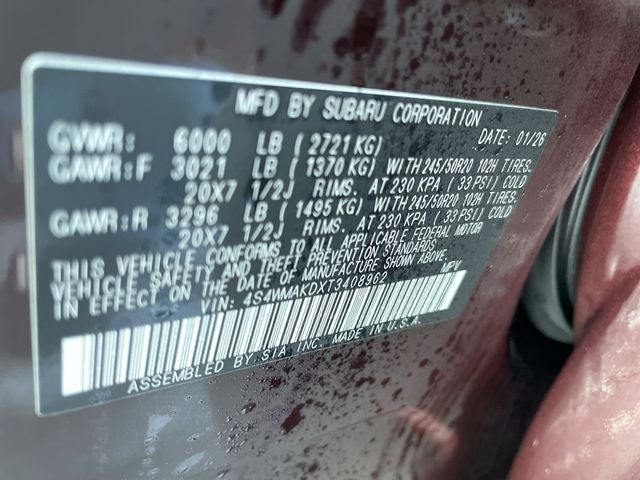 MFD BY SUBARU CORPORATION DATE: 01/26
GVWR: 6000 LB ( 2721 KG)
GAWR:F 3021 LB ( 1370 KG) WITH 245/50R20 102H TIRES.
20X7 1/2J RIMS. AT 230 KPA ( 33 PSI) COLD
GAWR:R 3296 LB ( 1495 KG) WITH 245/50R20 102H TIRES.
20X7 1/2J RIMS. AT 230 KPA ( 33 PSI) COLD
THIS VEHICLE CONFORMS TO ALL APPLICABLE FEDERAL MOTOR
VEHICLE SAFETY AND THEFT PREVENTION STANDARDS
IN EFFECT ON THE DATE OF MANUFACTURE SHOWN ABOVE.
VIN: 4S4WMAKDXT3408962 MPV
ASSEMBLED BY SIA INC. MADE IN U.S.A.